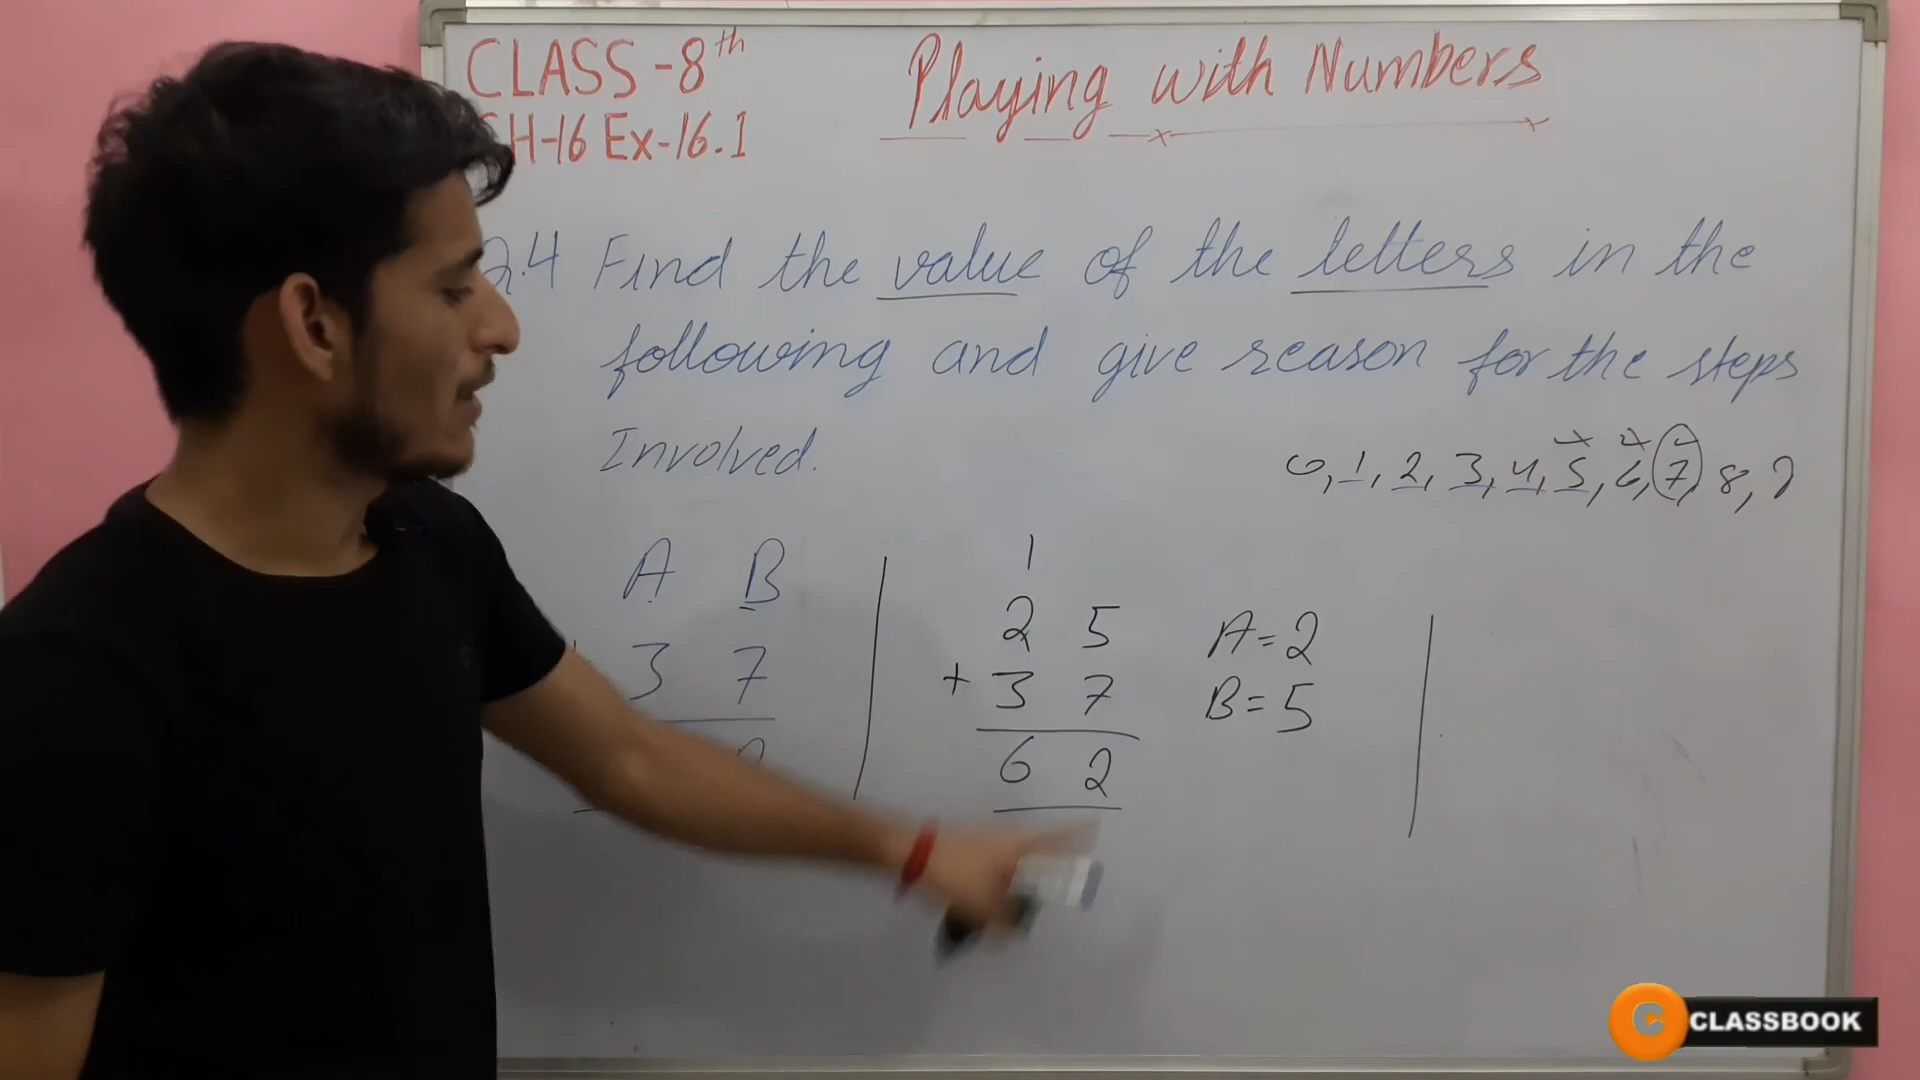 CLASS-8th
CH-16 Ex-16.1
Playing with Numbers
Q.4 Find the value of the letters in the
following and give reason for the steps
Involved.
0, 1, 2, 3, 4, 5, 6, 7, 8, 9
A B
3 7
2
1
2 5
+ 3 7
6 2
A=2
B=5
C CLASSBOOK